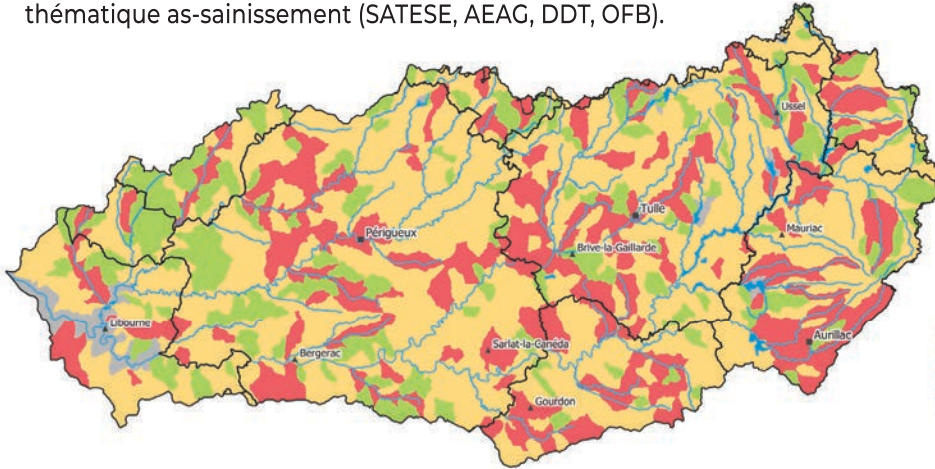 thématique as-sainissement (SATESE, AEAG, DDT, OFB).
Ussel
Tulle
Périgueux
Mauriac
Brive-la-Gaillarde
Libourne
Aurillac
Sarlat-la-Canéda
Bergerac
Gourdon